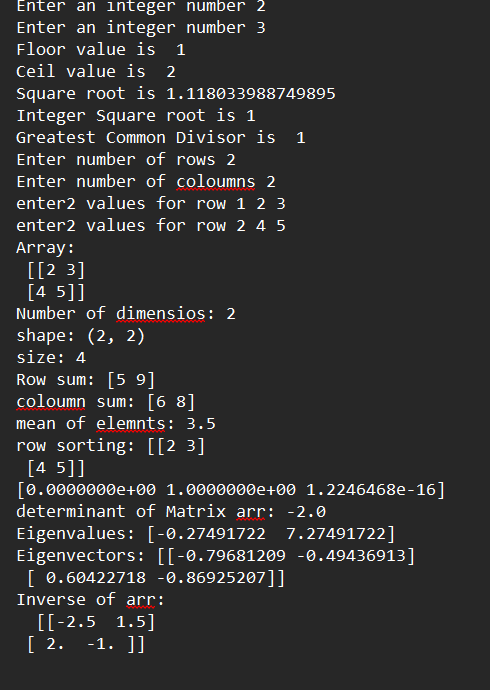 Enter an integer number 2
Enter an integer number 3
Floor value is  1
Ceil value is  2
Square root is 1.118033988749895
Integer Square root is 1
Greatest Common Divisor is  1
Enter number of rows 2
Enter number of coloumns 2
enter2 values for row 1 2 3
enter2 values for row 2 4 5
Array:
 [[2 3]
 [4 5]]
Number of dimensios: 2
shape: (2, 2)
size: 4
Row sum: [5 9]
coloumn sum: [6 8]
mean of elemnts: 3.5
row sorting: [[2 3]
 [4 5]]
[0.0000000e+00 1.0000000e+00 1.2246468e-16]
determinant of Matrix arr: -2.0
Eigenvalues: [-0.27491722  7.27491722]
Eigenvectors: [[-0.79681209 -0.49436913]
 [ 0.60422718 -0.86925207]]
Inverse of arr:
  [[-2.5  1.5]
 [ 2.  -1. ]]